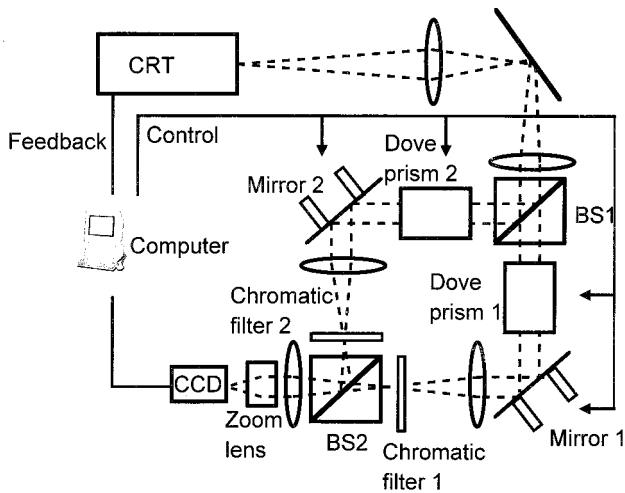 CRT
Feedback
Control
Dove
prism 2
Mirror 2
BS1
Computer
Dove
prism 1
Chromatic
filter 2
CCD
Zoom
lens
BS2
Chromatic
filter 1
Mirror 1